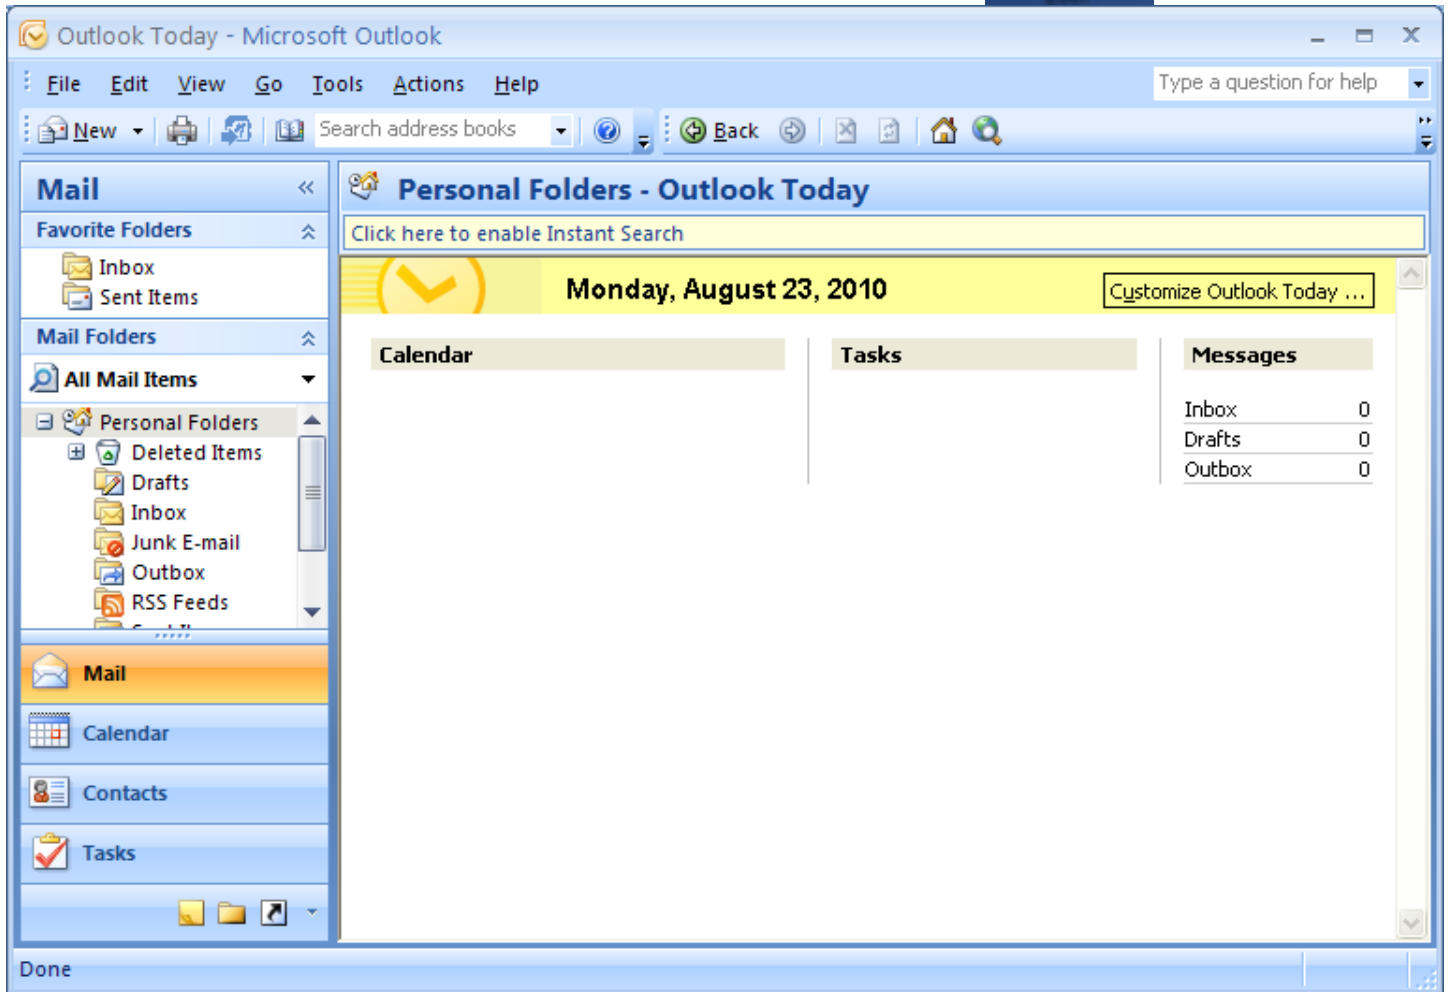 Outlook Today - Microsoft Outlook
File Edit View Go Tools Actions Help
Type a question for help
New
Search address books
Back
Mail
Favorite Folders
Inbox
Sent Items
Mail Folders
All Mail Items
Personal Folders
Deleted Items
Drafts
Inbox
Junk E-mail
Outbox
RSS Feeds
Mail
Calendar
Contacts
Tasks
Personal Folders - Outlook Today
Click here to enable Instant Search
Monday, August 23, 2010
Customize Outlook Today ...
Calendar
Tasks
Messages
Inbox 0
Drafts 0
Outbox 0
Done